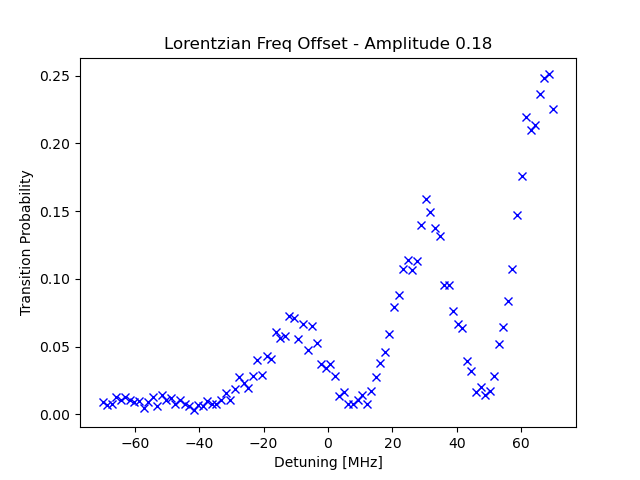 Lorentzian Freq Offset - Amplitude 0.18
Transition Probability
0.25
0.20
0.15
0.10
0.05
0.00
−60 −40 −20 0 20 40 60
Detuning [MHz]